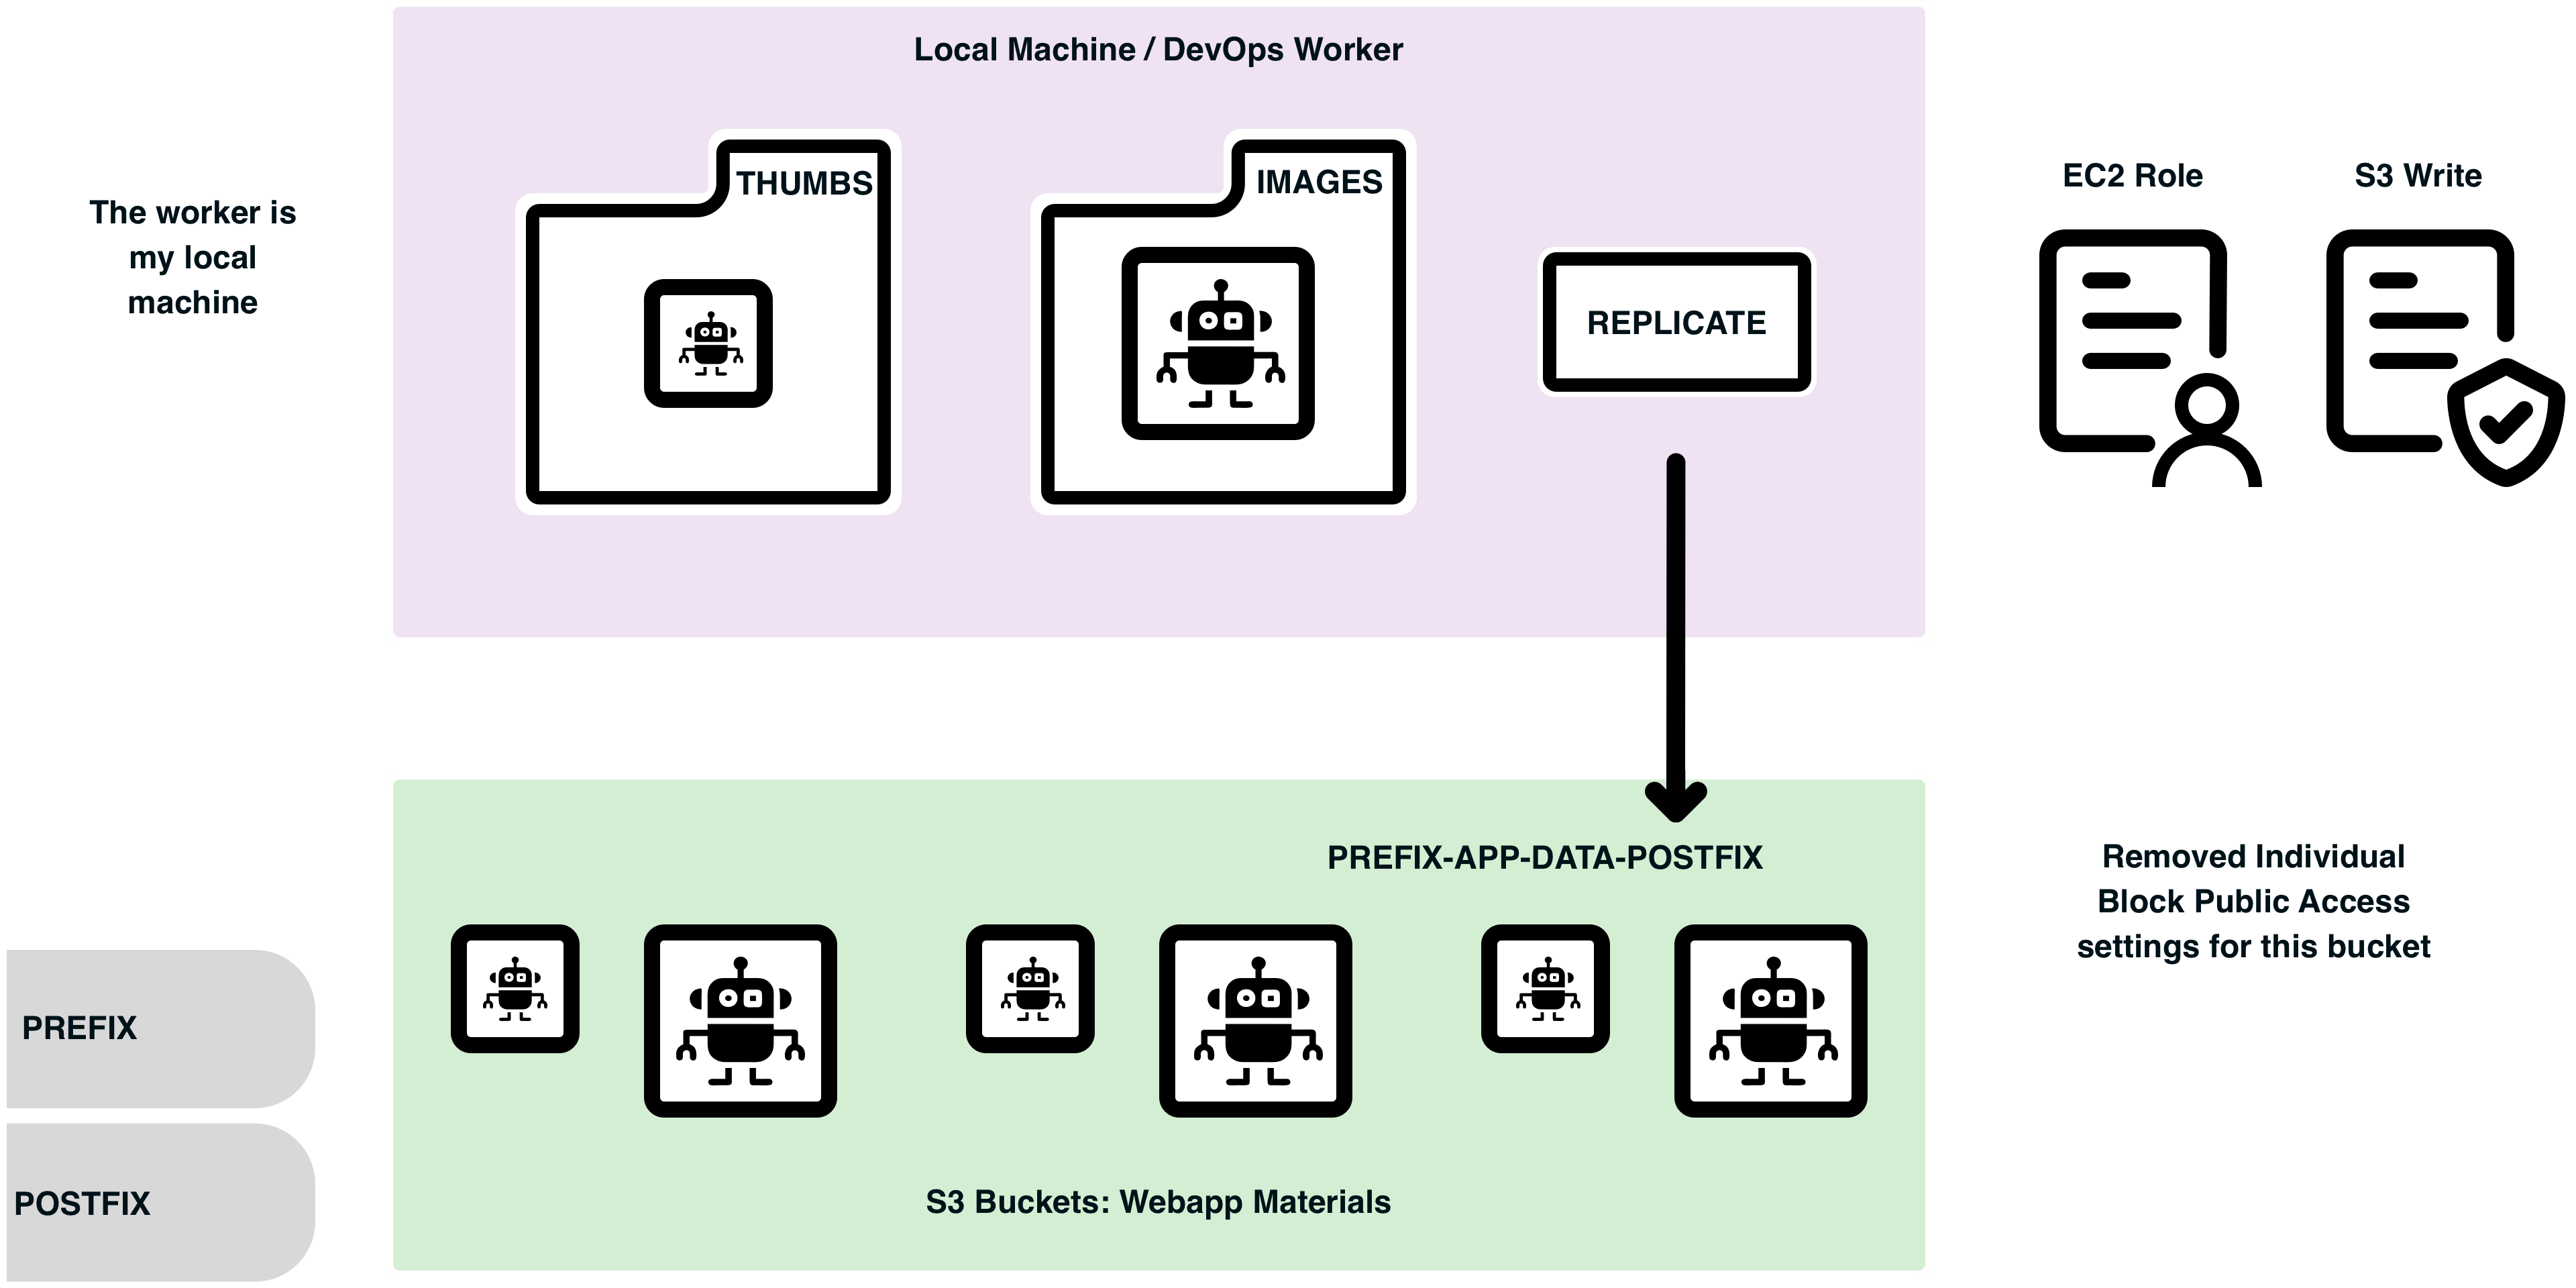 Local Machine / DevOps Worker
The worker is
my local
machine
THUMBS
IMAGES
REPLICATE
EC2 Role
S3 Write
PREFIX-APP-DATA-POSTFIX
Removed Individual
Block Public Access
settings for this bucket
PREFIX
POSTFIX
S3 Buckets: Webapp Materials